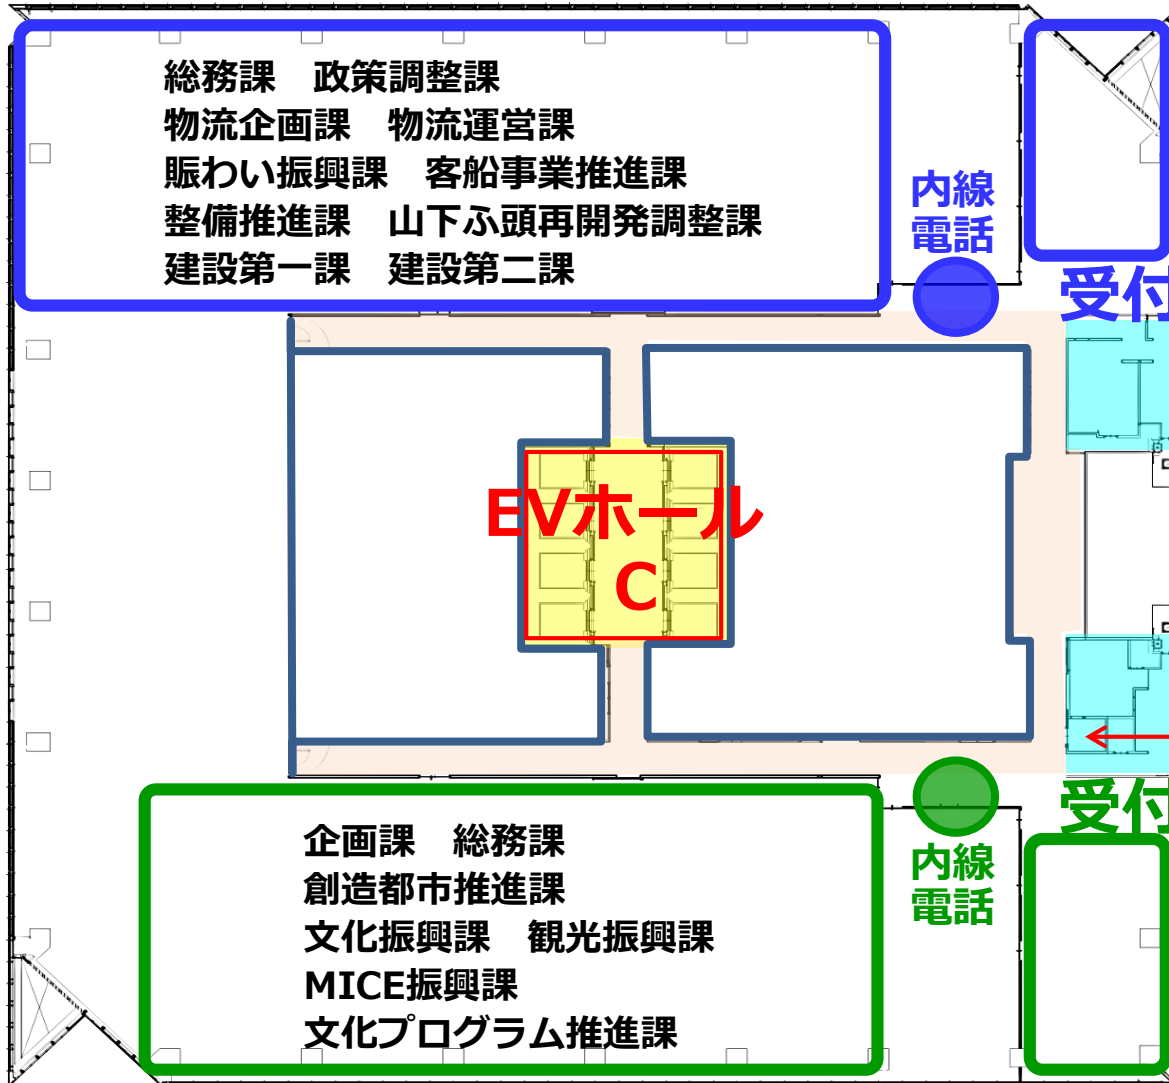 総務課　政策調整課
物流企画課　物流運営課
賑わい振興課　客船事業推進課
整備推進課　山下ふ頭再開発調整課
建設第一課　建設第二課
内線
電話
受付
EVホール
C
受付
内線
電話
企画課　総務課
創造都市推進課
文化振興課　観光振興課
MICE振興課
文化プログラム推進課